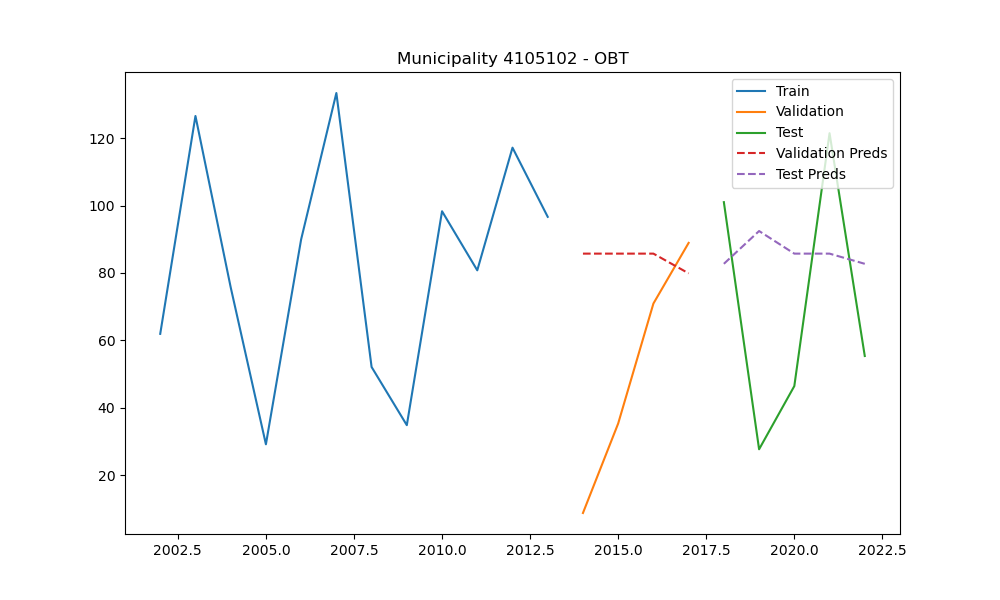 Municipality 4105102 - OBT
Train
Validation
Test
Validation Preds
Test Preds
120
100
80
60
40
20
2002.5 2005.0 2007.5 2010.0 2012.5 2015.0 2017.5 2020.0 2022.5